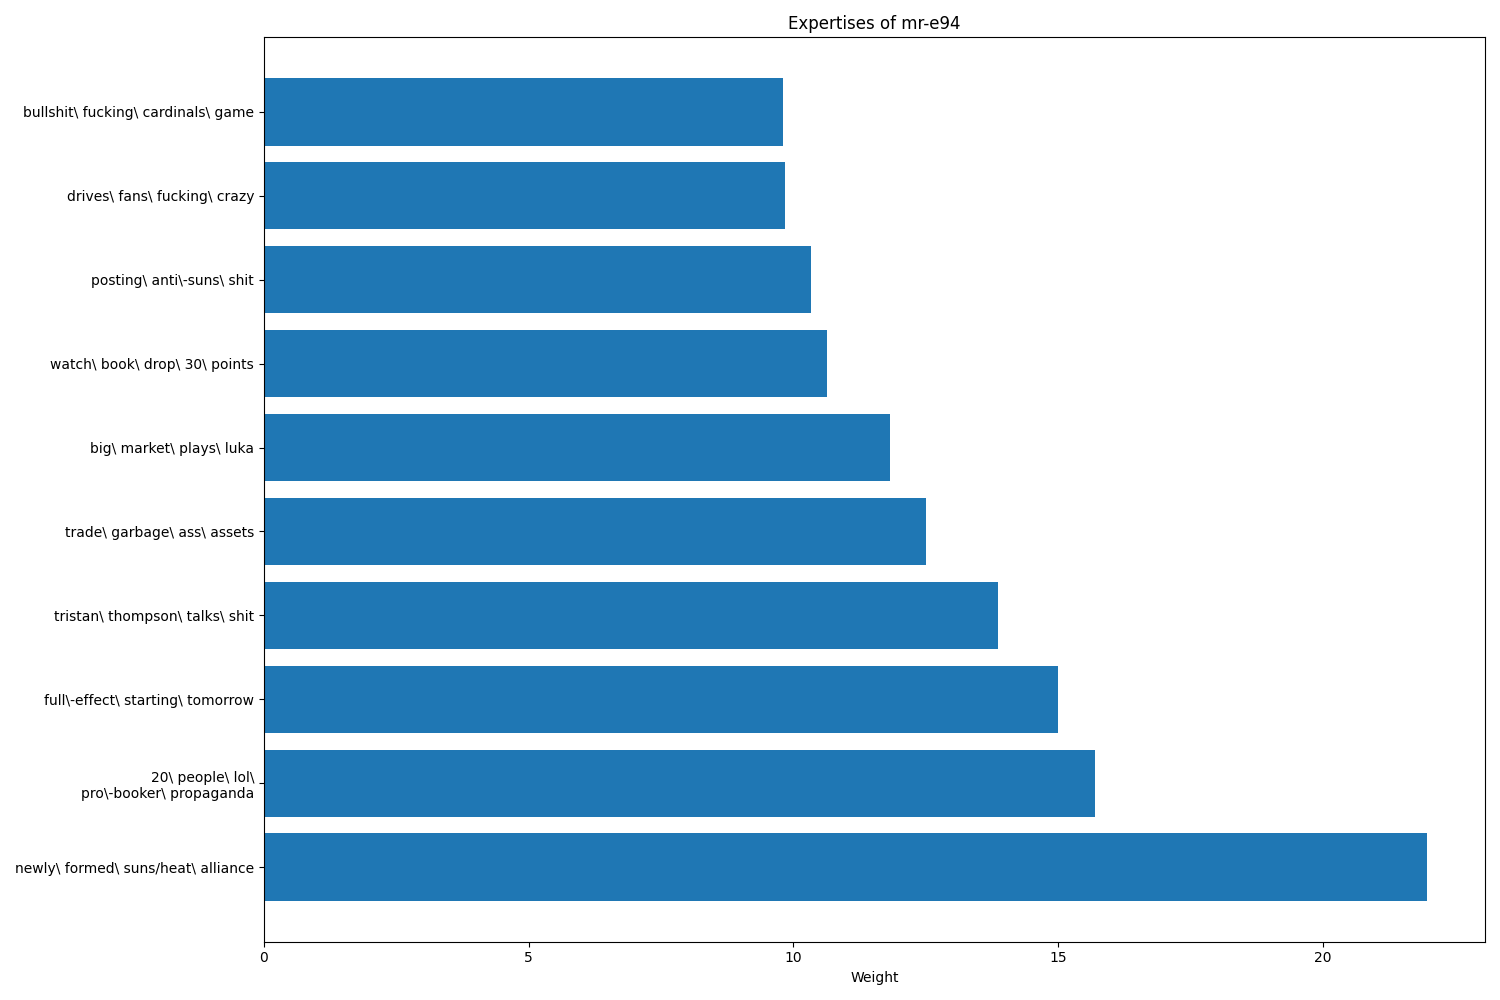 Expertises of mr-e94
bullshit\ fucking\ cardinals\ game
drives\ fans\ fucking\ crazy
posting\ anti\-suns\ shit
watch\ book\ drop\ 30\ points
big\ market\ plays\ luka
trade\ garbage\ ass\ assets
tristan\ thompson\ talks\ shit
full\-effect\ starting\ tomorrow
20\ people\ lol\
pro\-booker\ propaganda
newly\ formed\ suns/heat\ alliance
0 5 10 15 20
Weight